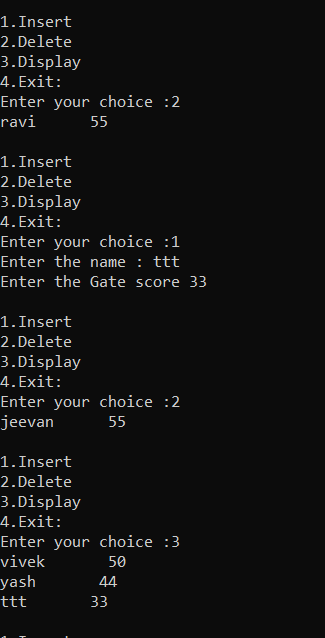 1.Insert
2.Delete
3.Display
4.Exit:
Enter your choice :2
ravi      55
1.Insert
2.Delete
3.Display
4.Exit:
Enter your choice :1
Enter the name : ttt
Enter the Gate score 33
1.Insert
2.Delete
3.Display
4.Exit:
Enter your choice :2
jeevan      55
1.Insert
2.Delete
3.Display
4.Exit:
Enter your choice :3
vivek       50
yash       44
ttt       33